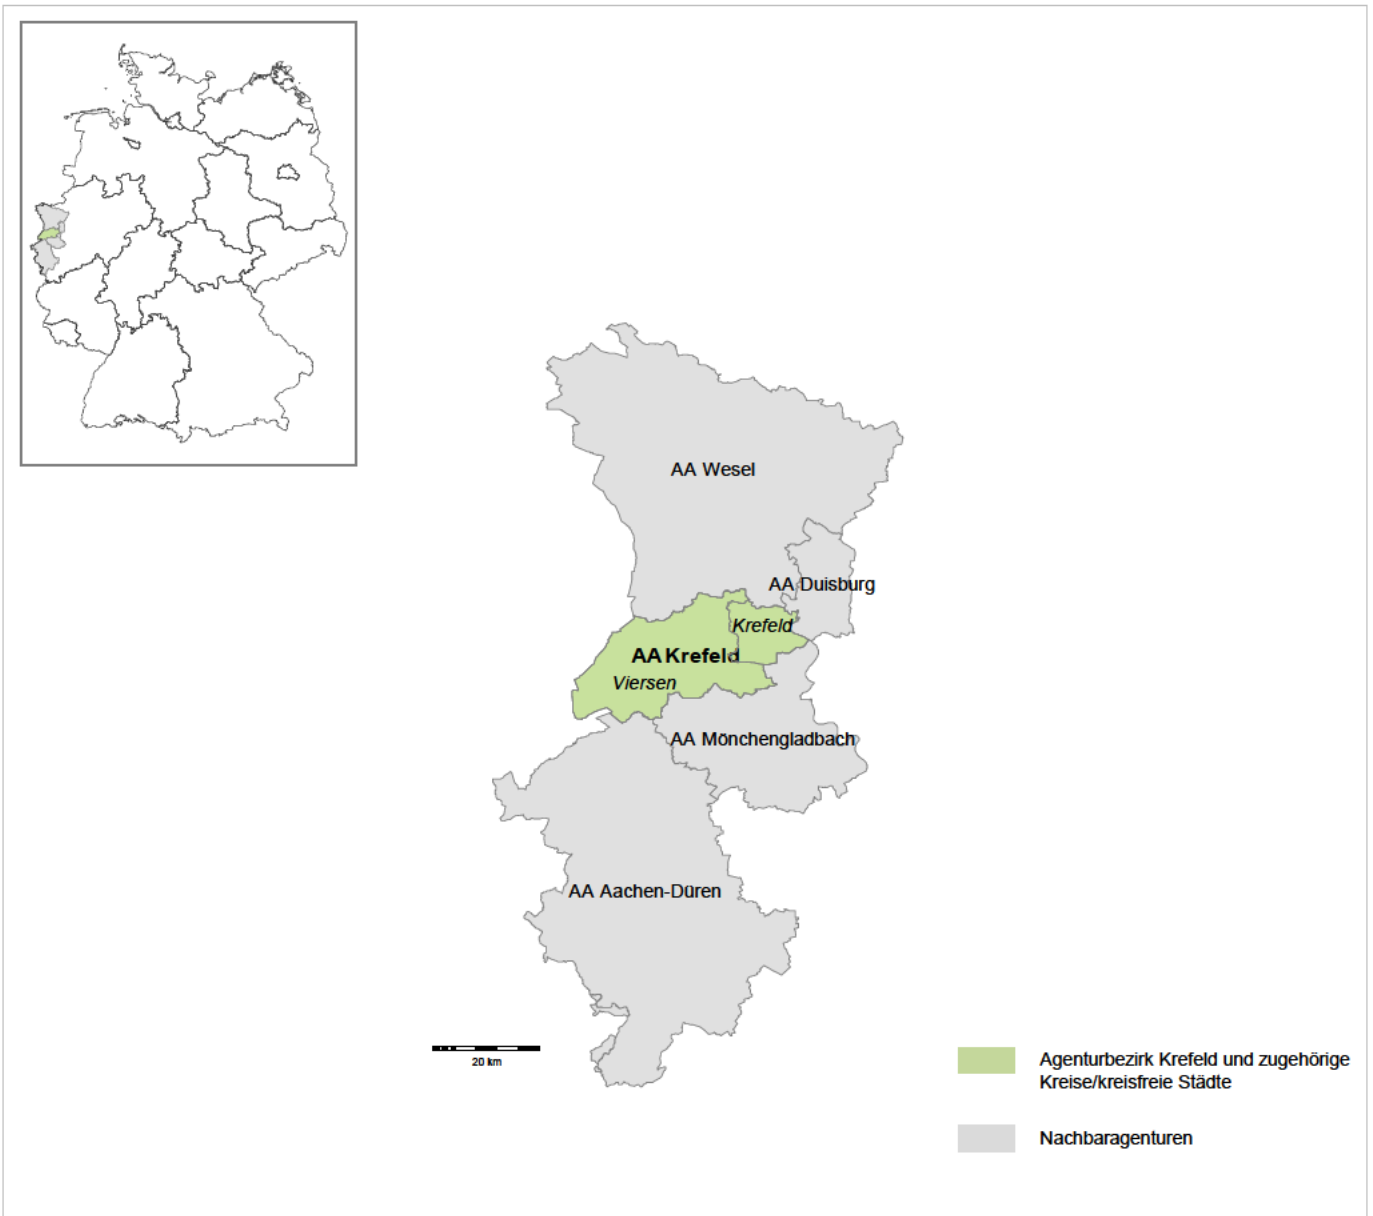 AA Wesel
AA Duisburg
Krefeld
AA Krefeld
Viersen
AA Mönchengladbach
AA Aachen-Düren
20 km
Agenturbezirk Krefeld und zugehörige
Kreise/kreisfreie Städte
Nachbaragenturen